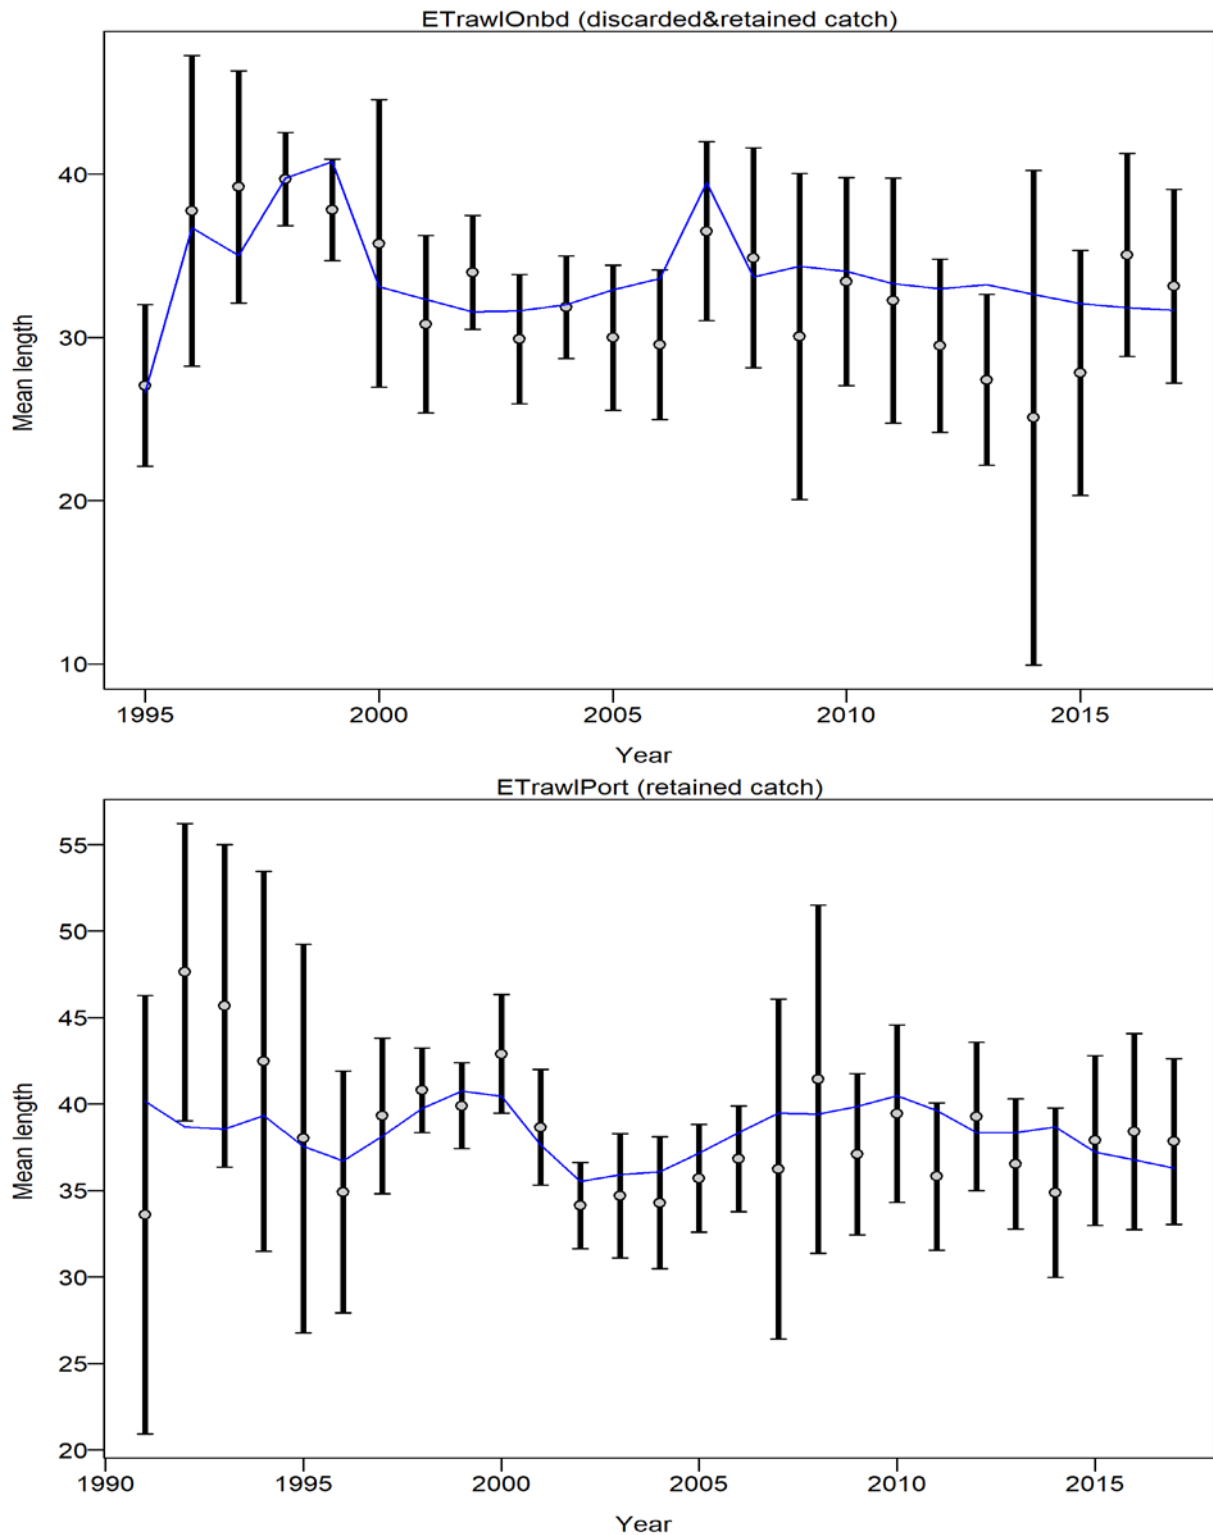 ETrawlOnbd (discarded&retained catch)
40
30
20
10
Mean length
1995 2000 2005 2010 2015
Year
ETrawlPort (retained catch)
55
50
45
40
35
30
25
20
Mean length
1990 1995 2000 2005 2010 2015
Year